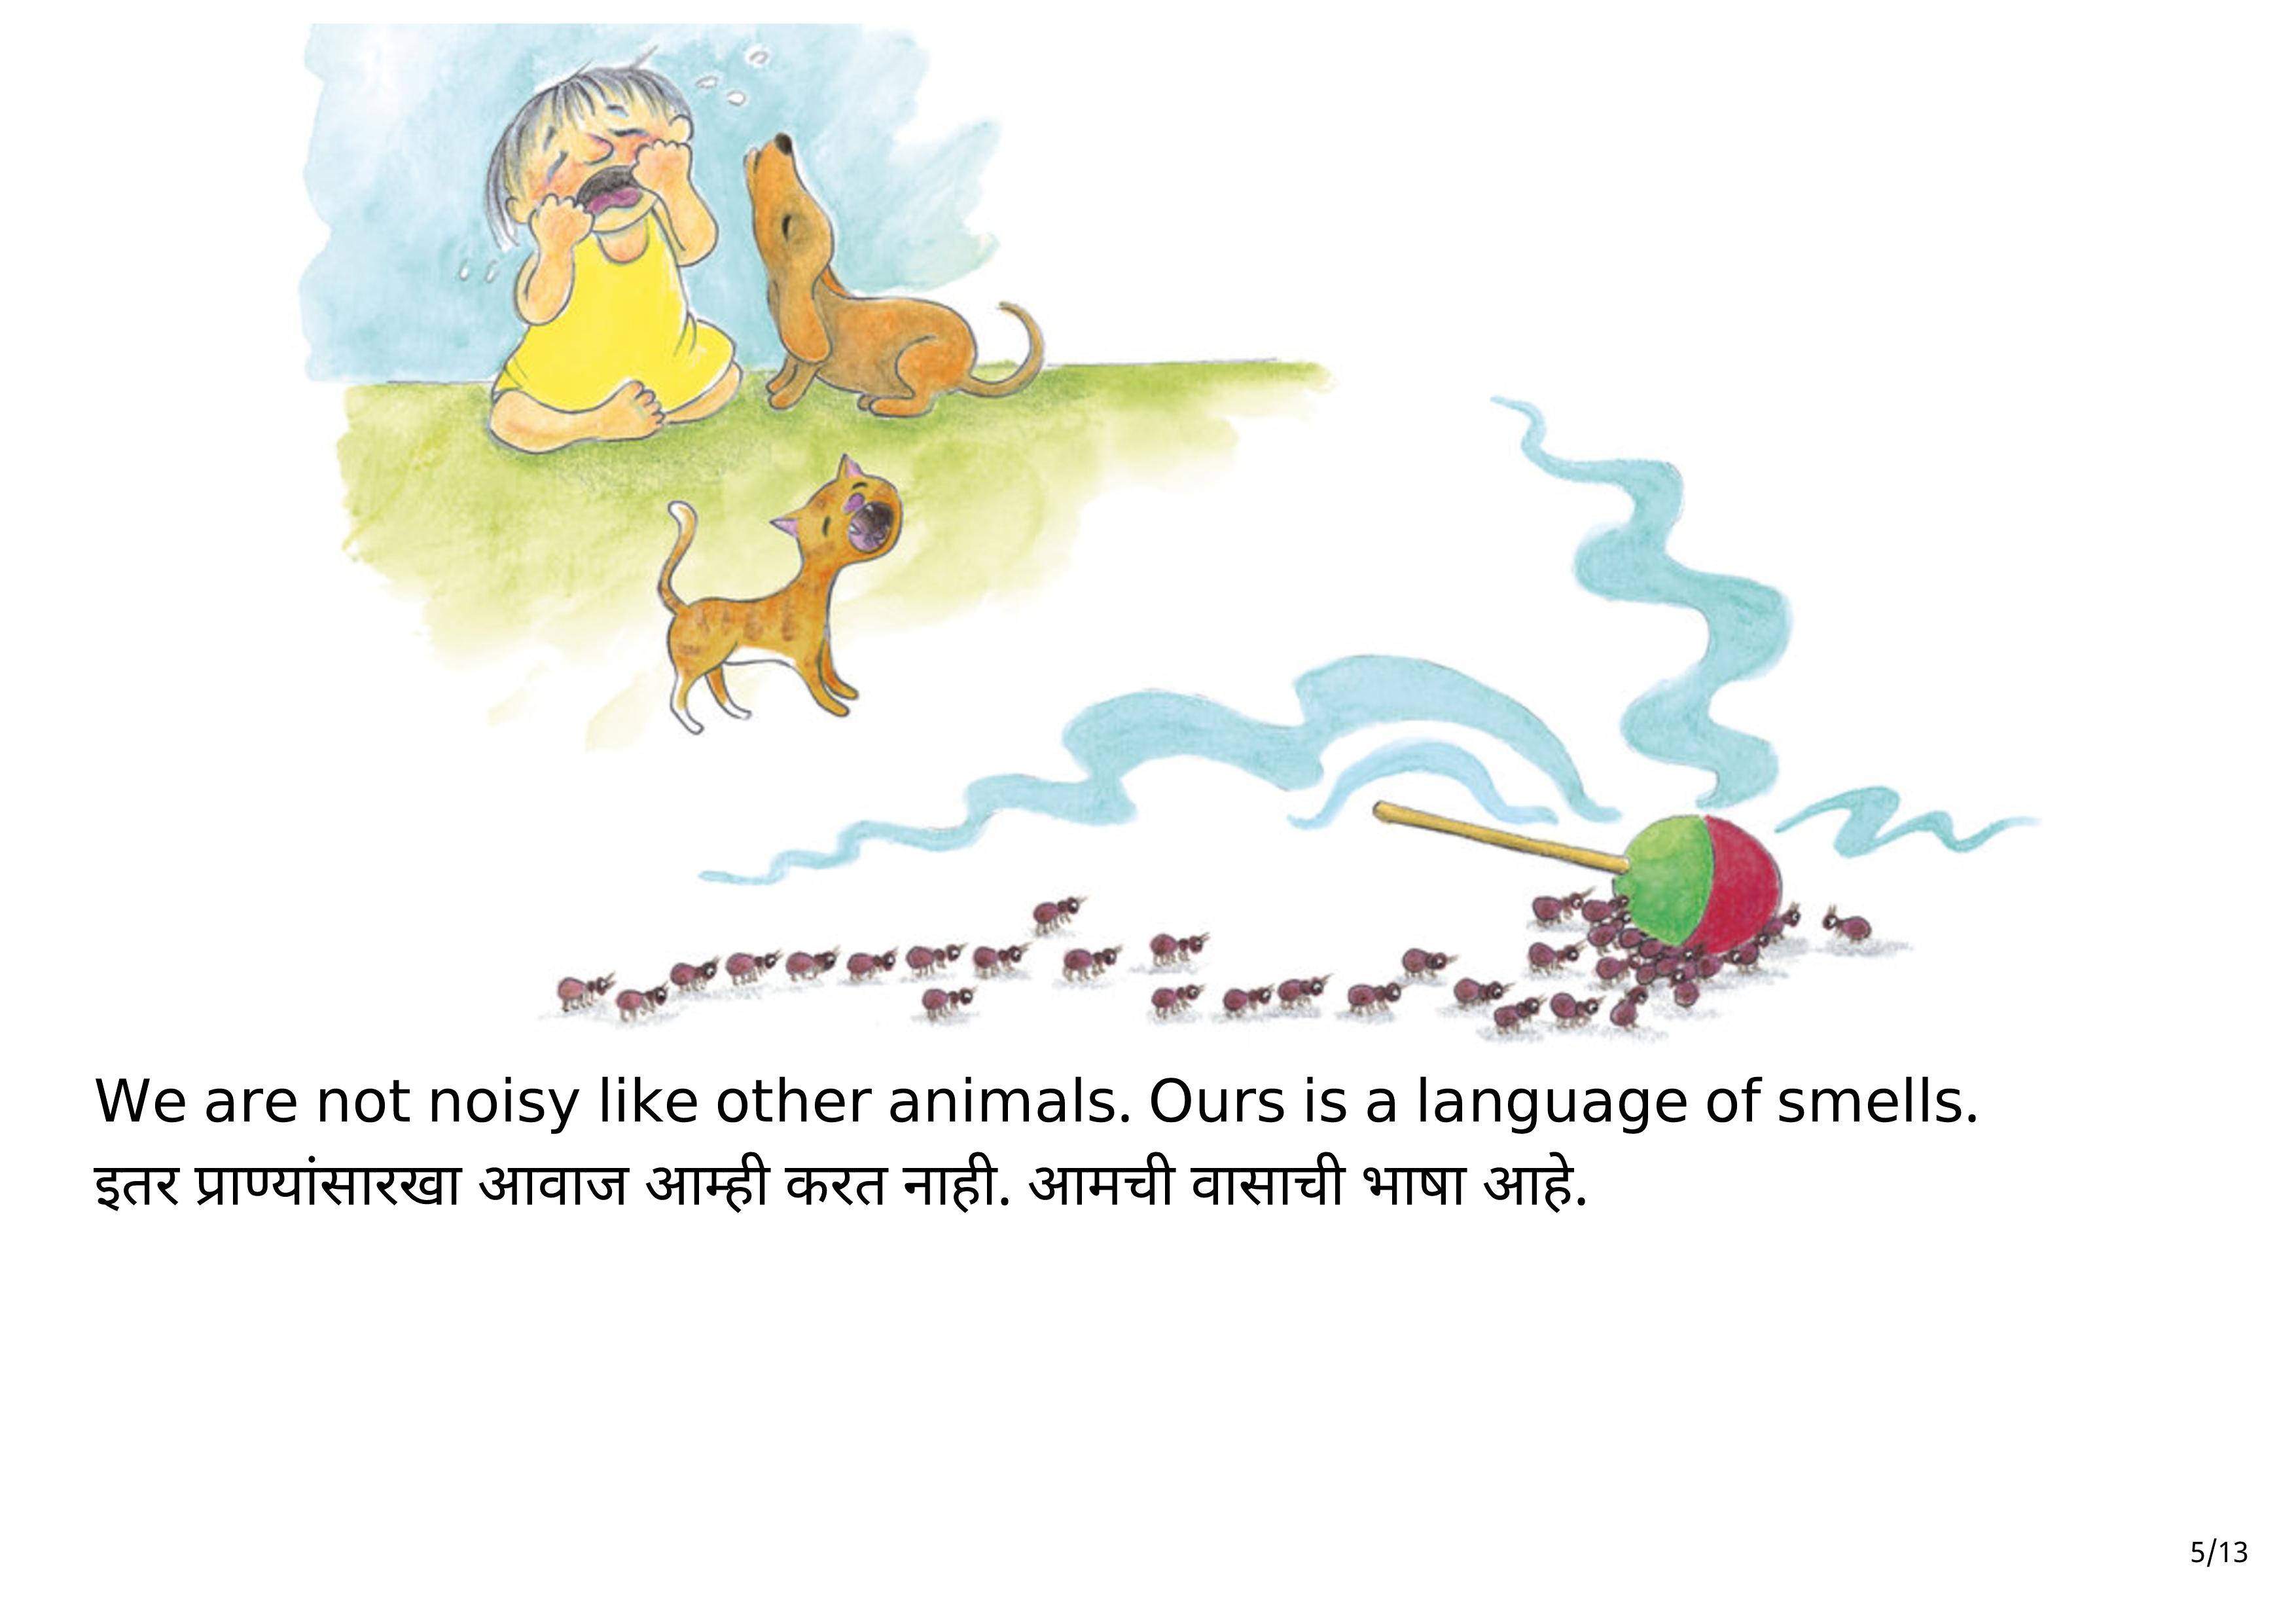 We are not noisy like other animals. Ours is a language of smells.
इतर प्राण्यांसारखा आवाज आम्ही करत नाही. आमची वासाची भाषा आहे.
5/13